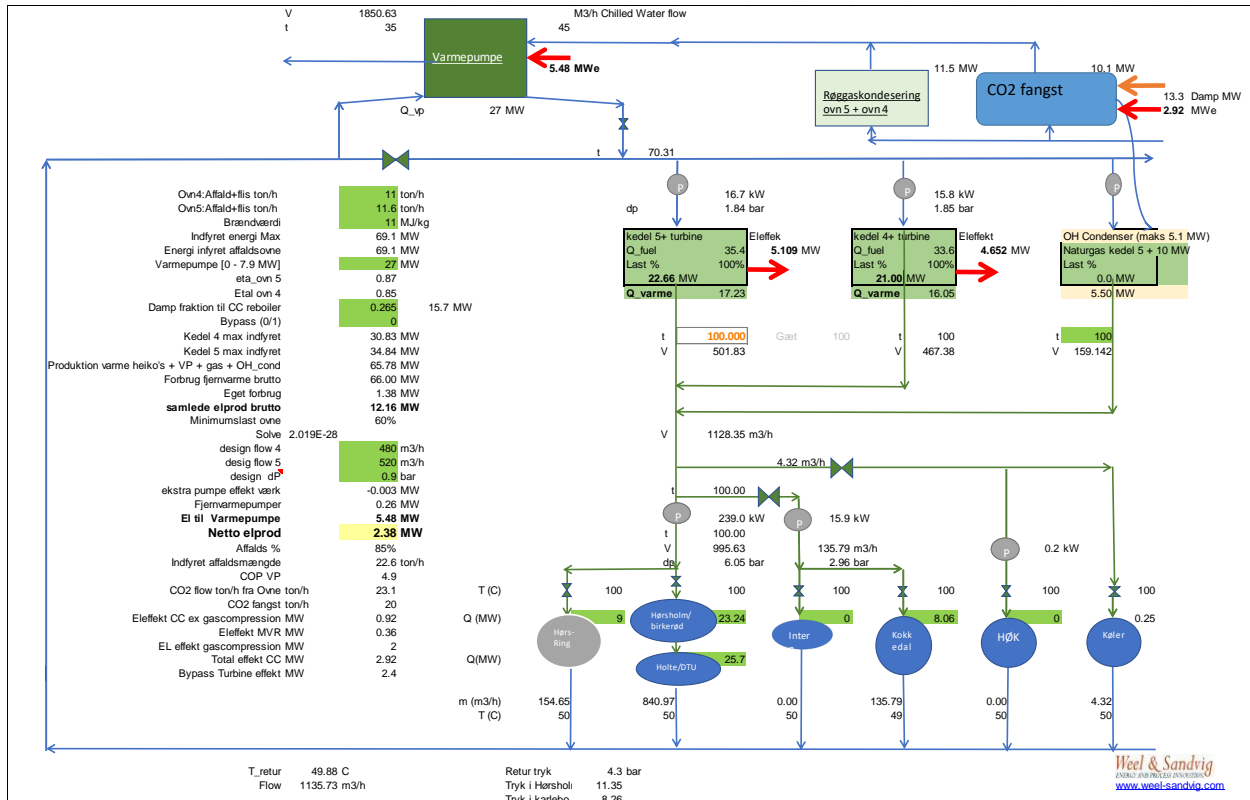 V 1850.63 M3/h Chilled Water flow
t 35 45
Varmepumpe
5.48 MWe
Q_vp 27 MW
11.5 MW
10.1 MW
Røggaskondesering
ovn 5 + ovn 4
CO2 fangst
13.3 Damp MW
2.92 MWe
t 70.31
Ovn4:Affald+flis ton/h 11 ton/h
Ovn5:Affald+flis ton/h 11.6 ton/h
Brændværdi 11 MJ/kg
Indfyret energi Max 69.1 MW
Energi infyret affaldsovne 69.1 MW
Varmepumpe [0 - 7.9 MW] 27 MW
eta_ovn 5 0.87
Etal ovn 4 0.85
Damp fraktion til CC reboiler 0.265 15.7 MW
Bypass (0/1) 0
Kedel 4 max indfyret 30.83 MW
Kedel 5 max indfyret 34.84 MW
Produktion varme heiko's + VP + gas + OH_cond 65.78 MW
Forbrug fjernvarme brutto 66.00 MW
Eget forbrug 1.38 MW
samlede elprod brutto 12.16 MW
Minimumslast ovne 60%
Solve 2.019E-28
design flow 4 480 m3/h
desig flow 5 520 m3/h
design dP 0.9 bar
ekstra pumpe effekt værk -0.003 MW
Fjernvarmepumper 0.26 MW
El til Varmepumpe 5.48 MW
Netto elprod 2.38 MW
Affalds % 85%
Indfyret affaldsmængde 22.6 ton/h
COP VP 4.9
CO2 flow ton/h fra Ovne ton/h 23.1
CO2 fangst ton/h 20
Eleffekt CC ex gascompression MW 0.92
Eleffekt MVR MW 0.36
EL effekt gascompression MW 2
Total effekt CC MW 2.92
Bypass Turbine effekt MW 2.4
P 16.7 kW
dp 1.84 bar
P 15.8 kW
1.85 bar
P
kedel 5+ turbine Eleffek
Q_fuel 35.4 5.109 MW
Last % 100%
22.66 MW
Q_varme 17.23
kedel 4+ turbine Eleffekt
Q_fuel 33.6 4.652 MW
Last % 100%
21.00 MW
Q_varme 16.05
OH Condenser (maks 5.1 MW)
Naturgas kedel 5 + 10 MW
Last %
0.0 MW
5.50 MW
t 100.000 Gæt 100 t 100 t 100
V 501.83 V 467.38 V 159.142
V 1128.35 m3/h
4.32 m3/h
t 100.00
P 239.0 kW P 15.9 kW
t 100.00
V 995.63 135.79 m3/h
dp 6.05 bar 2.96 bar
P 0.2 kW
T (C) 100 100 100 100 100 100
Q (MW) 9 23.24 0 8.06 0 0.25
Hørs-
Ring
Hørsholm/
birkerød
Inter
Kokk
edal
HØK
Køler
Q(MW) Holte/DTU 25.7
m (m3/h) 154.65 840.97 0.00 135.79 0.00 4.32
T (C) 50 50 50 49 50 50
T_retur 49.88 C Retur tryk 4.3 bar
Flow 1135.73 m3/h Tryk i Hørsholı 11.35
Tryk i karlebo 8.26
Weel & Sandvig
ENERGY AND PROCESS INNOVATION
www.weel-sandvig.com